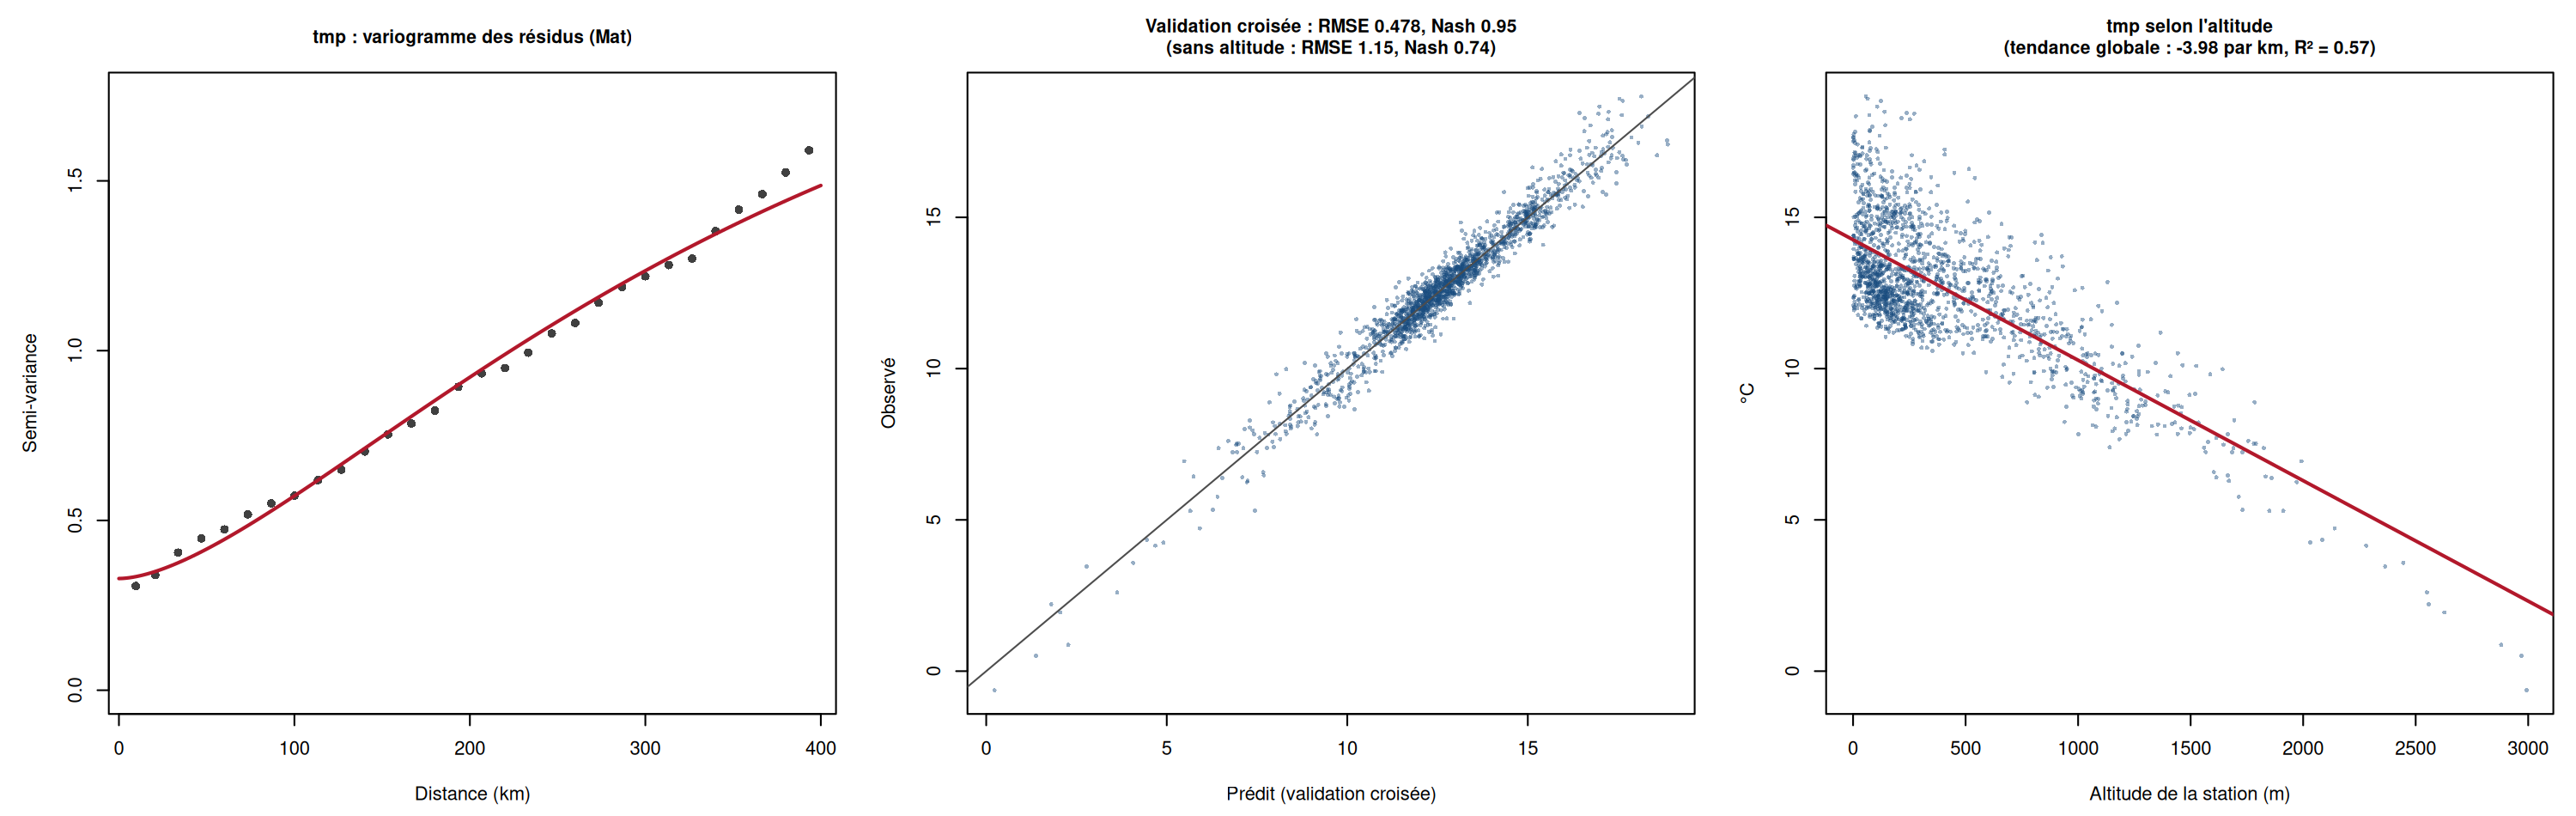 tmp : variogramme des résidus (Mat)
Semi-variance
0.0
0.5
1.0
1.5
0
100
200
300
400
Distance (km)
Validation croisée : RMSE 0.478, Nash 0.95
(sans altitude : RMSE 1.15, Nash 0.74)
Observé
0
5
10
15
0
5
10
15
Prédit (validation croisée)
tmp selon l'altitude
(tendance globale : -3.98 par km, R² = 0.57)
°C
0
5
10
15
0
500
1000
1500
2000
2500
3000
Altitude de la station (m)